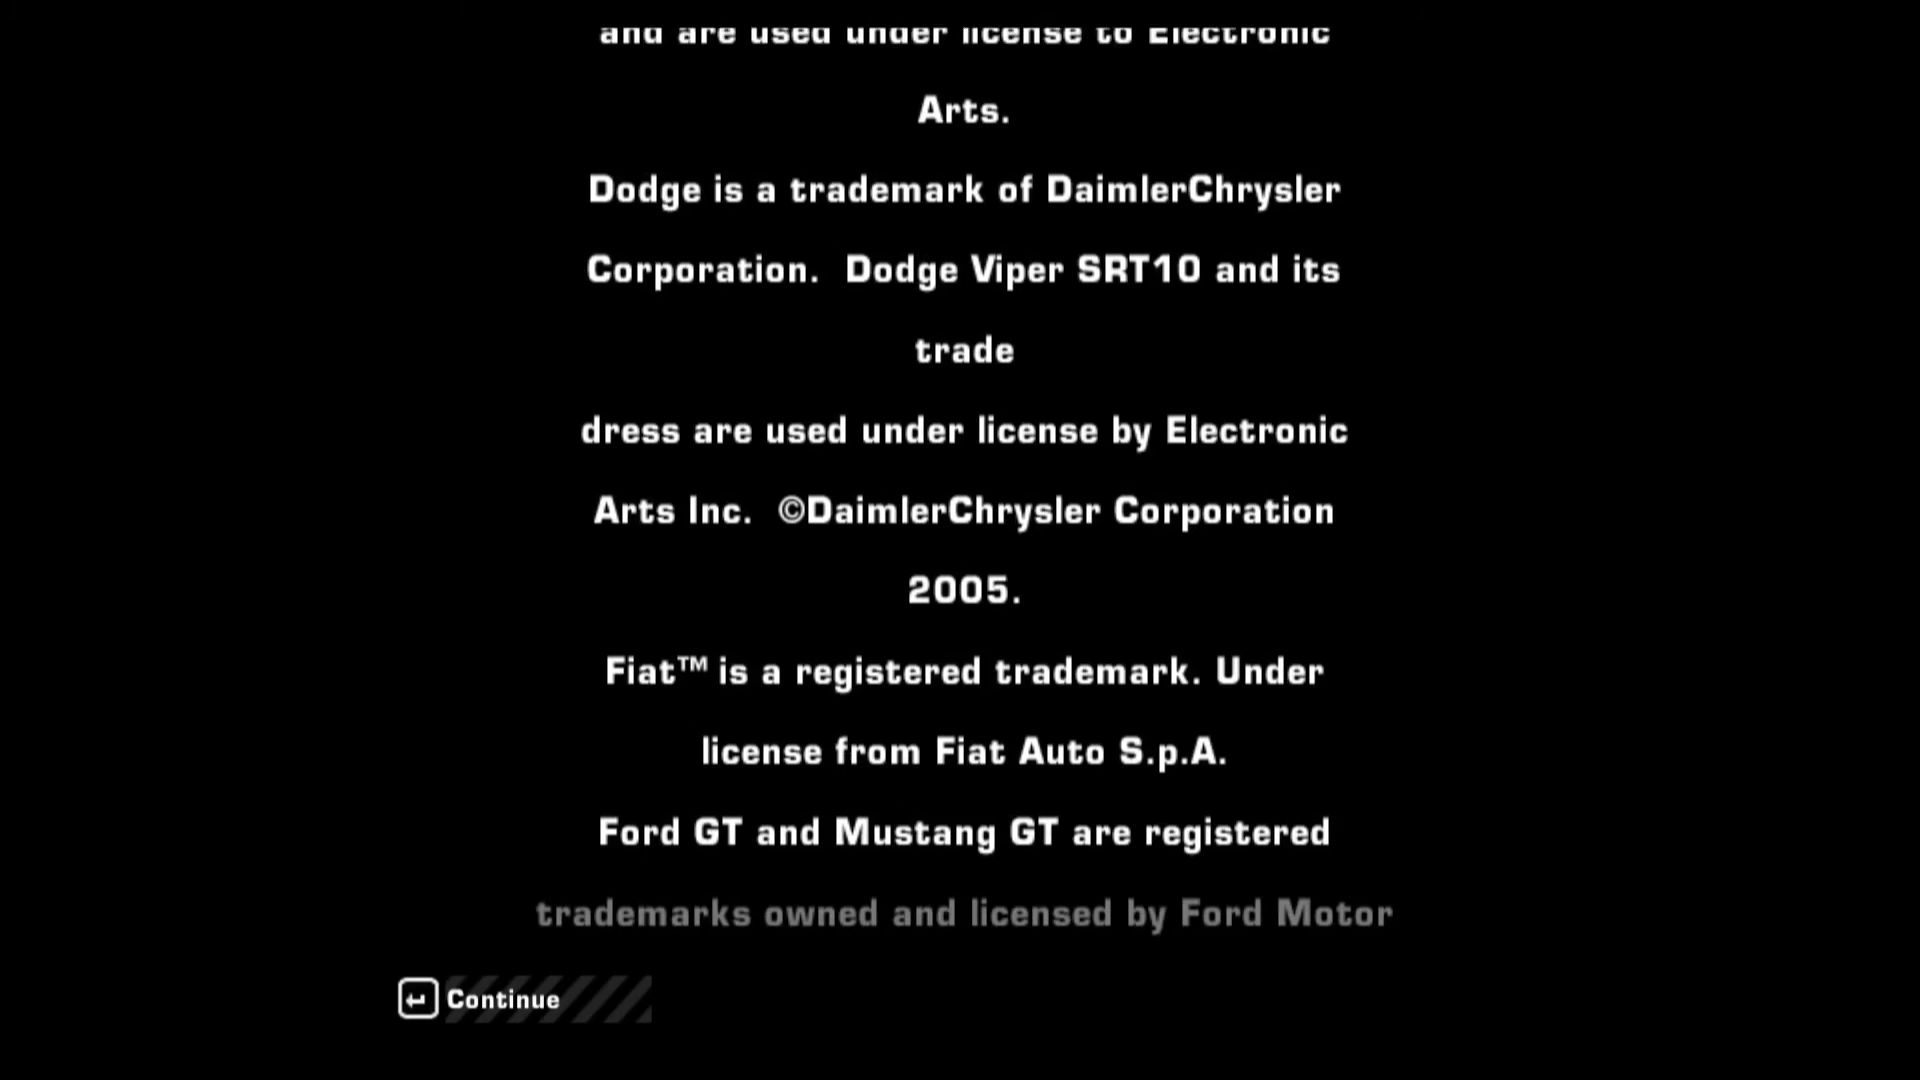 and are used under license to Electronic
Arts.
Dodge is a trademark of DaimlerChrysler
Corporation.  Dodge Viper SRT10 and its
trade
dress are used under license by Electronic
Arts Inc.  ©DaimlerChrysler Corporation
2005.
Fiat™ is a registered trademark. Under
license from Fiat Auto S.p.A.
Ford GT and Mustang GT are registered
trademarks owned and licensed by Ford Motor
Continue